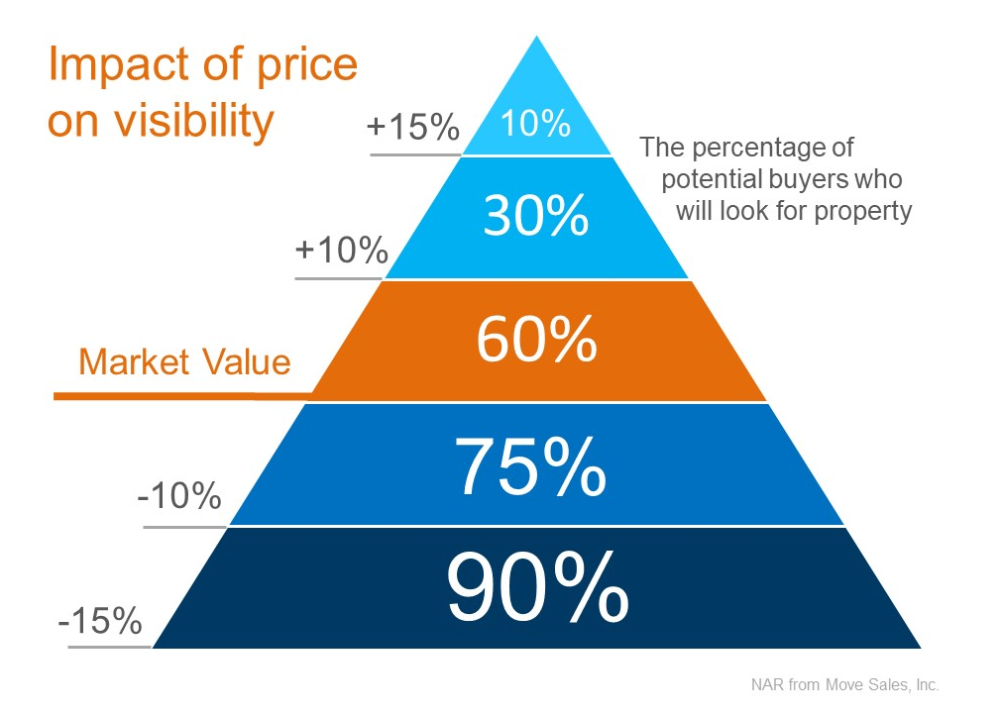 Impact of price
on visibility
+15%
10%
The percentage of
potential buyers who
will look for property
30%
+10%
60%
Market Value
75%
-10%
90%
-15%
NAR from Move Sales, Inc.